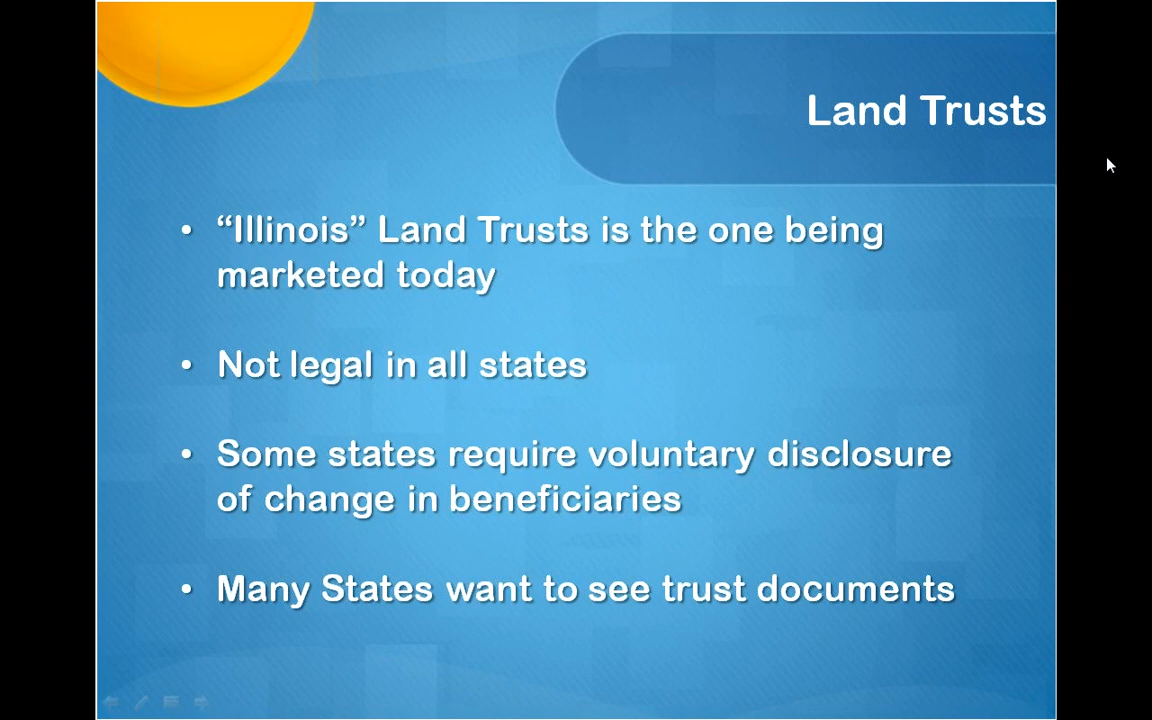 Land Trusts
• “Illinois” Land Trusts is the one being
marketed today
• Not legal in all states
• Some states require voluntary disclosure
of change in beneficiaries
• Many States want to see trust documents